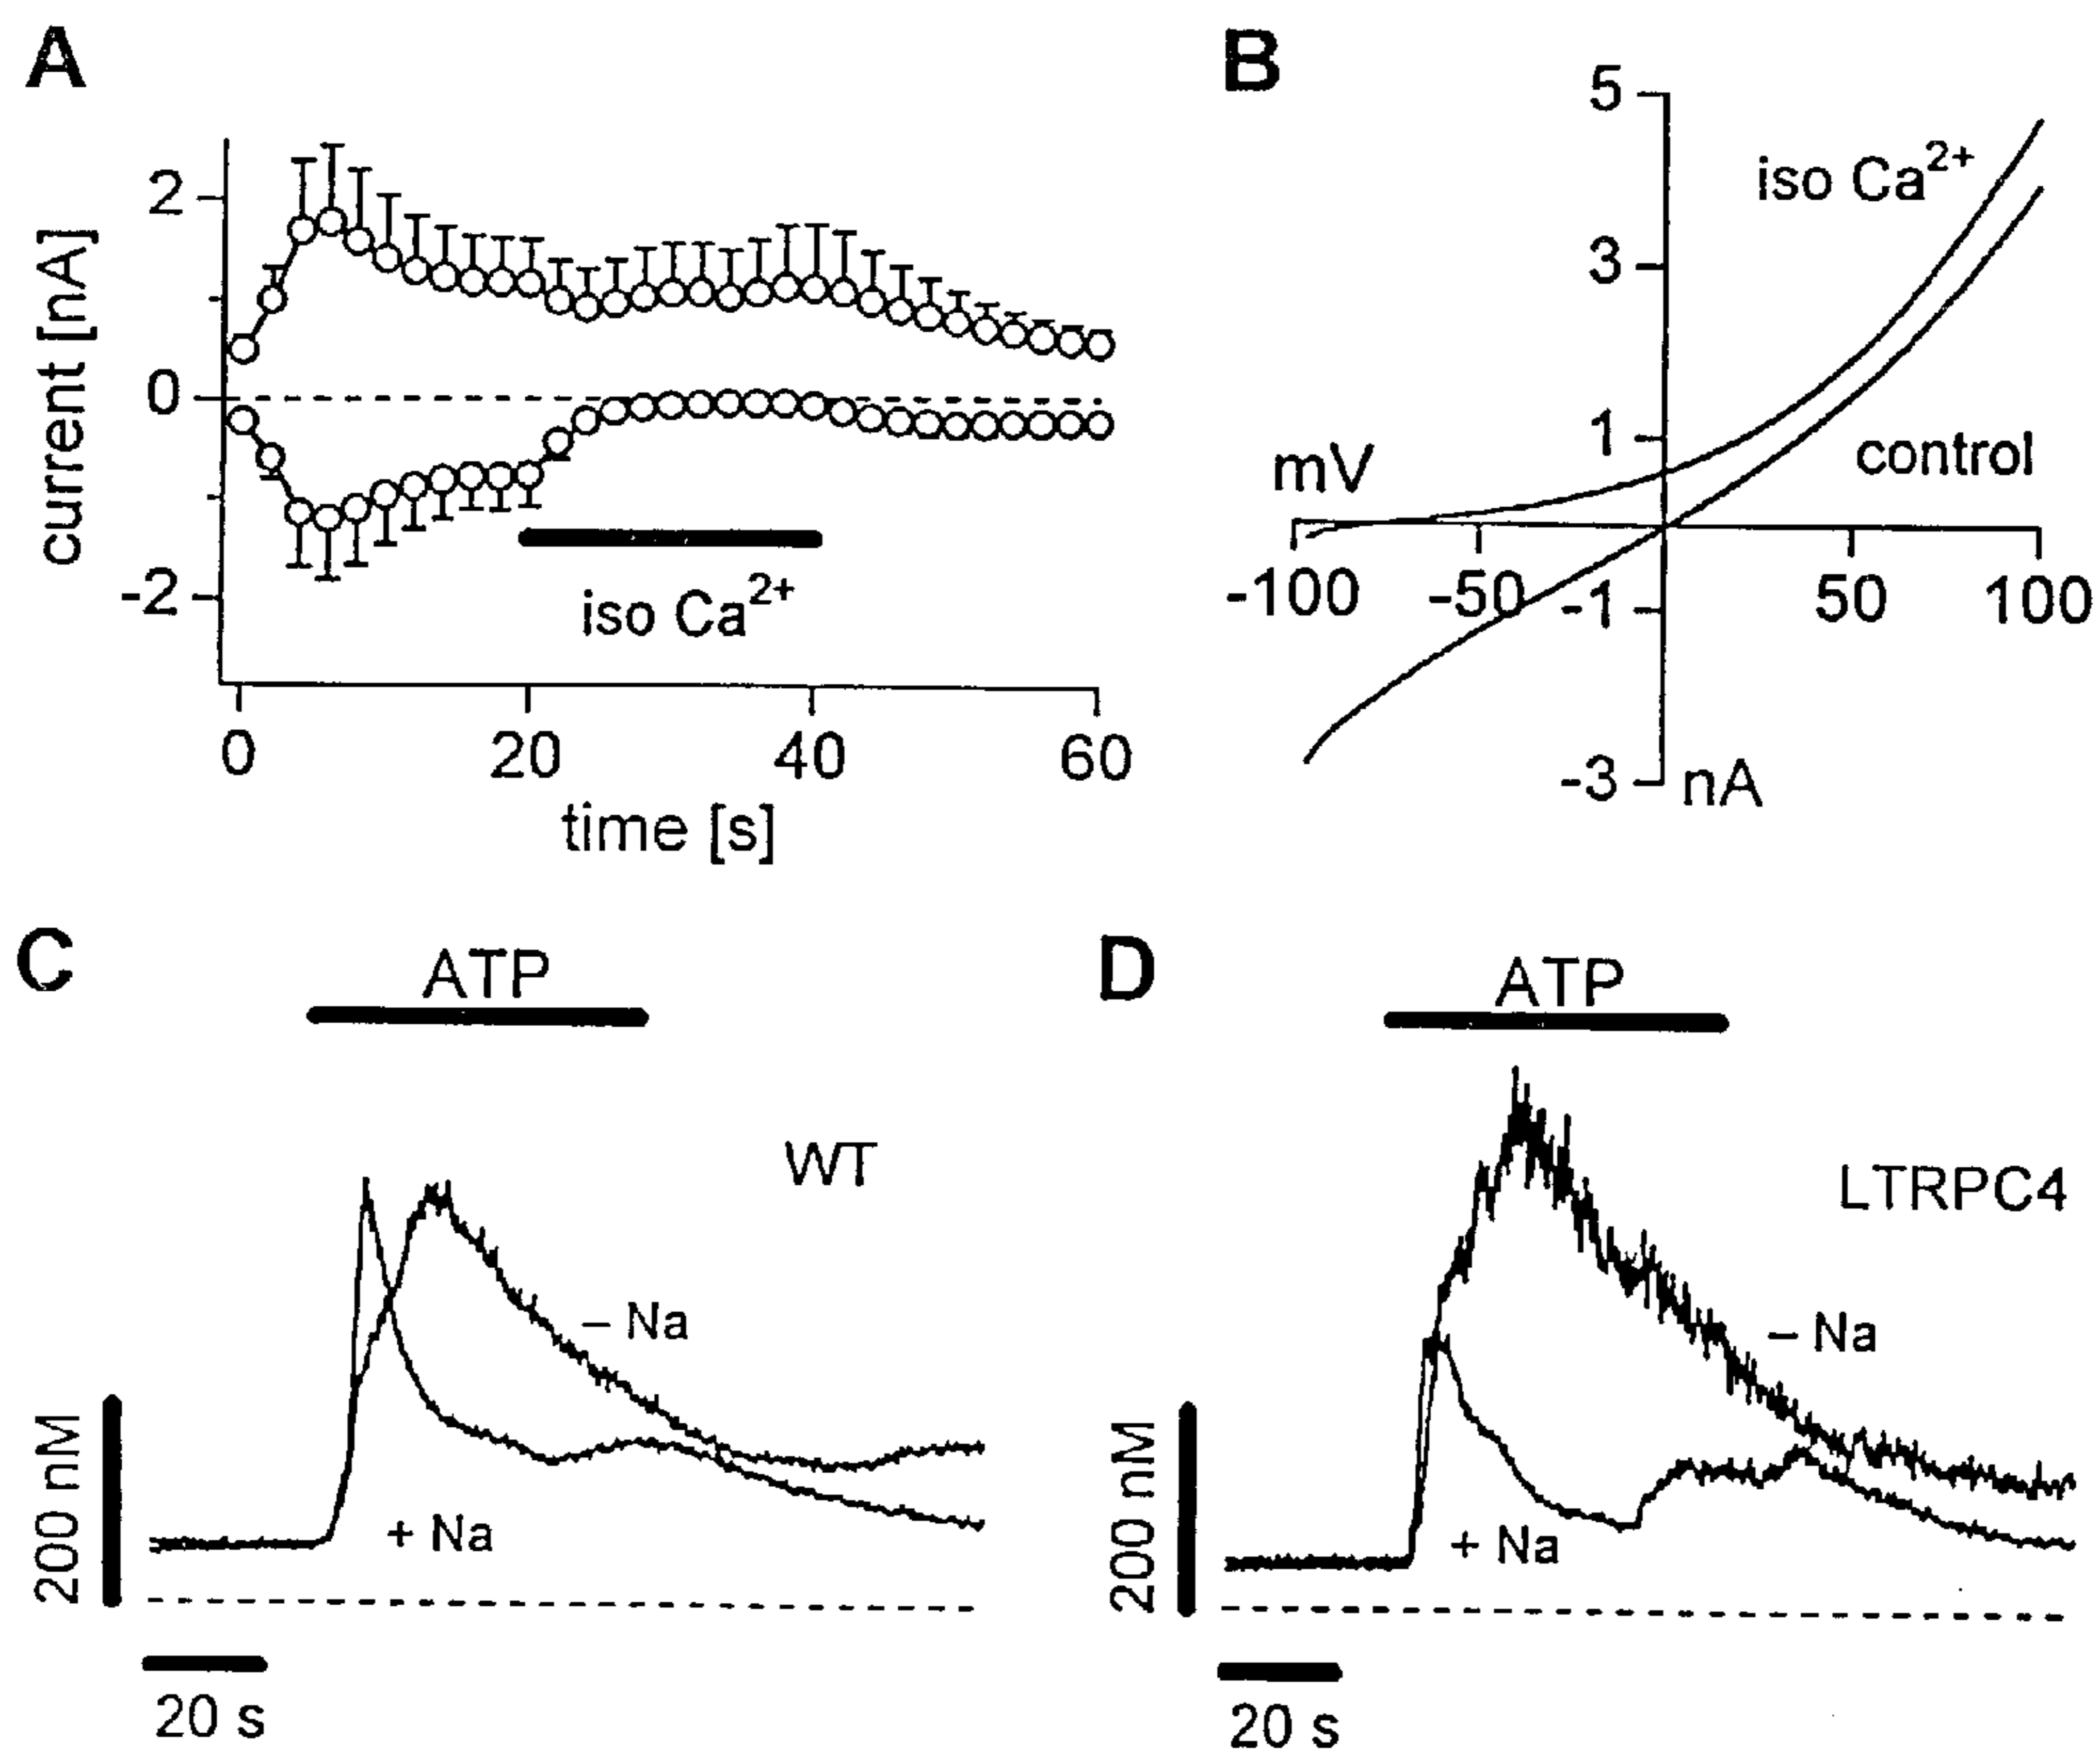 A
current [nA]
2
0
-2
iso Ca2+
0
20
40
60
time [s]
B
5
3
1
-1
-3
nA
mV
-100
-50
50
100
iso Ca2+
control
C
ATP
WT
– Na
+ Na
200 nM
20 s
D
ATP
LTRPC4
– Na
+ Na
200 nM
20 s